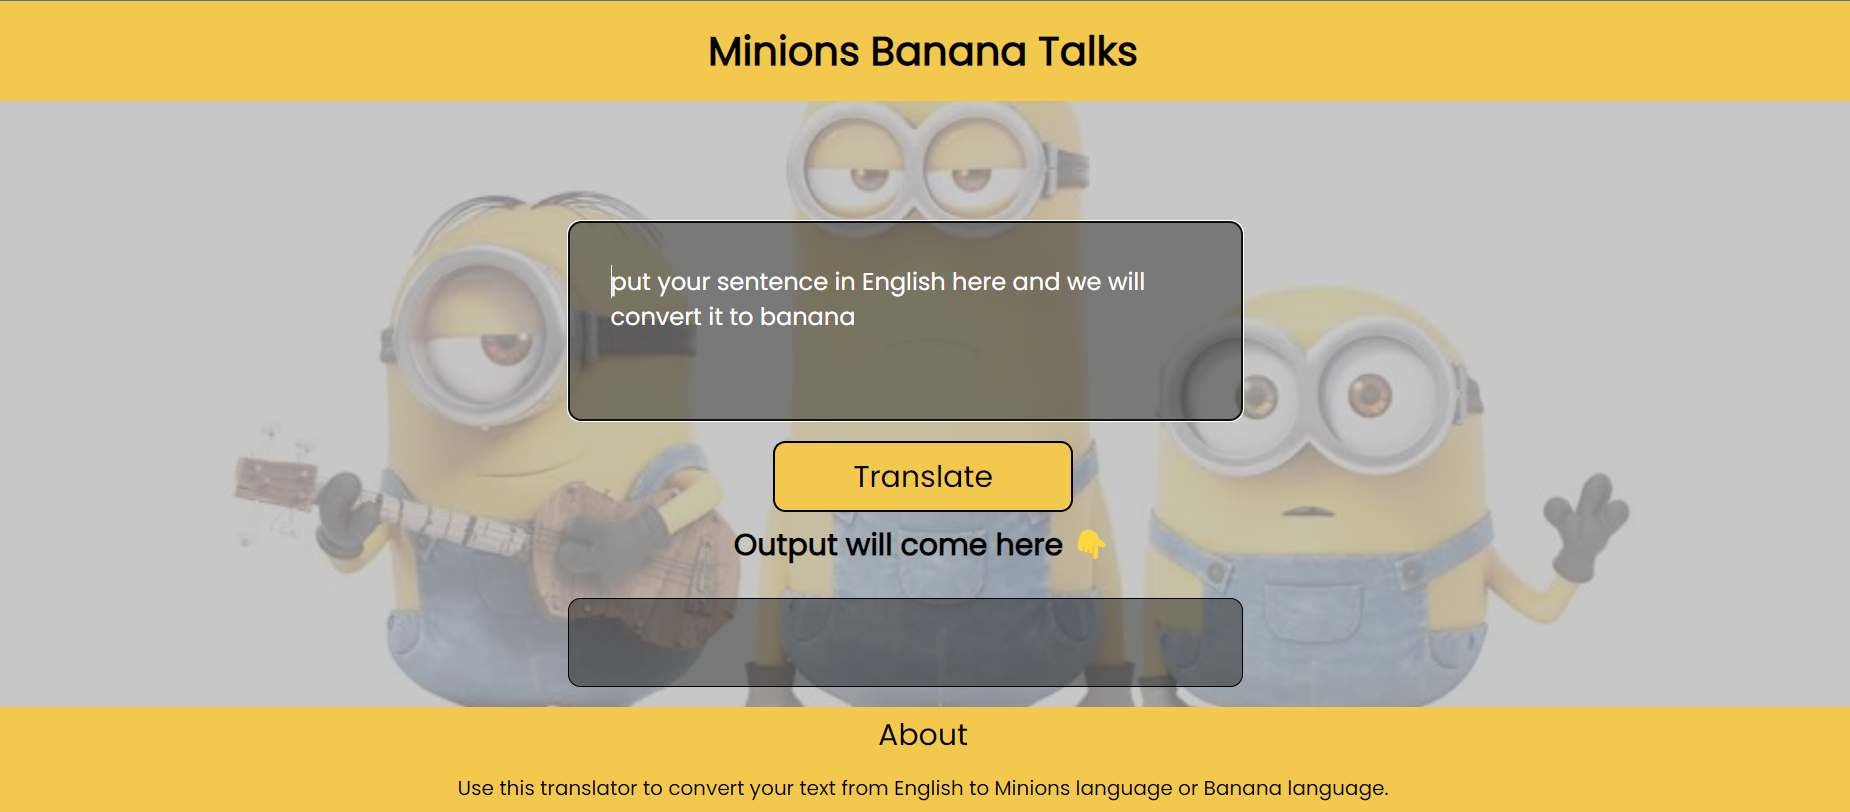 Minions Banana Talks
put your sentence in English here and we will
convert it to banana
Translate
Output will come here 👇
About
Use this translator to convert your text from English to Minions language or Banana language.